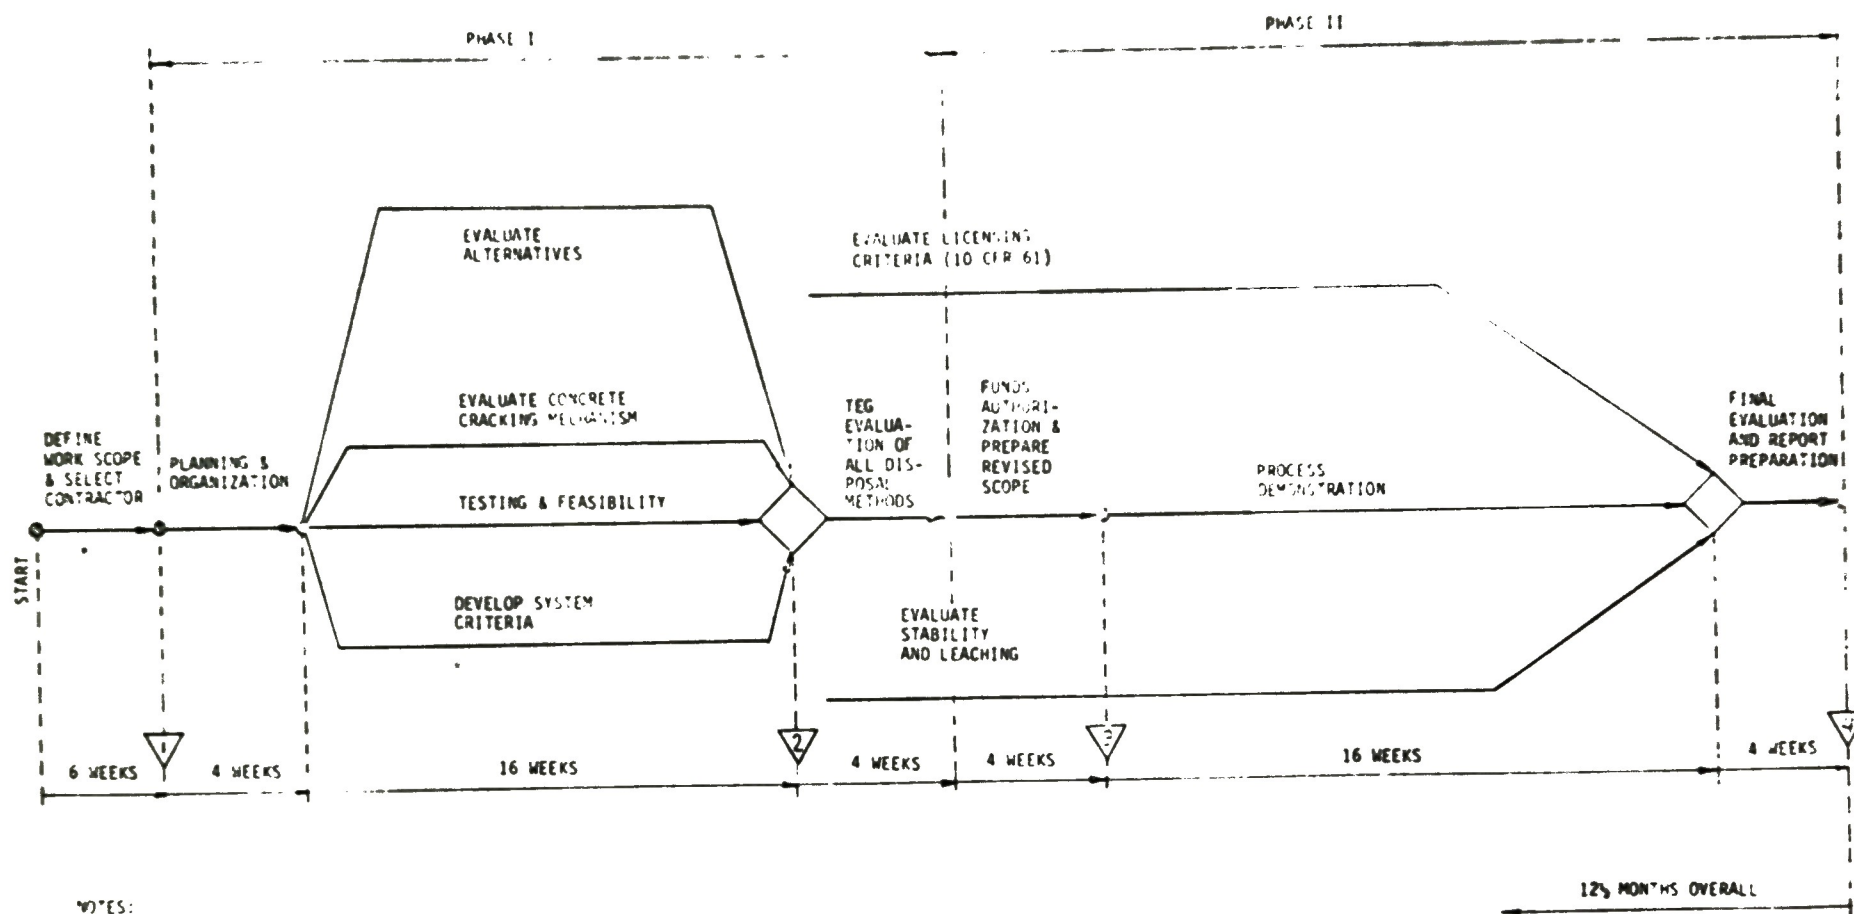 PHASE I
PHASE II
EVALUATE
ALTERNATIVES
EVALUATE LICENSING
CRITERIA (10 CFR 61)
EVALUATE CONCRETE
CRACKING MECHANISM
TESTING & FEASIBILITY
DEVELOP SYSTEM
CRITERIA
DEFINE
WORK SCOPE
& SELECT
CONTRACTOR
PLANNING &
ORGANIZATION
START
TEG
EVALUA-
TION OF
ALL DIS-
POSAL
METHODS
FUNDS
AUTHORI-
ZATION &
PREPARE
REVISED
SCOPE
PROCESS
DEMONSTRATION
EVALUATE
STABILITY
AND LEACHING
FINAL
EVALUATION
AND REPORT
PREPARATION
1
2
3
4
6 WEEKS
4 WEEKS
16 WEEKS
4 WEEKS
4 WEEKS
16 WEEKS
4 WEEKS
12½ MONTHS OVERALL
NOTES: